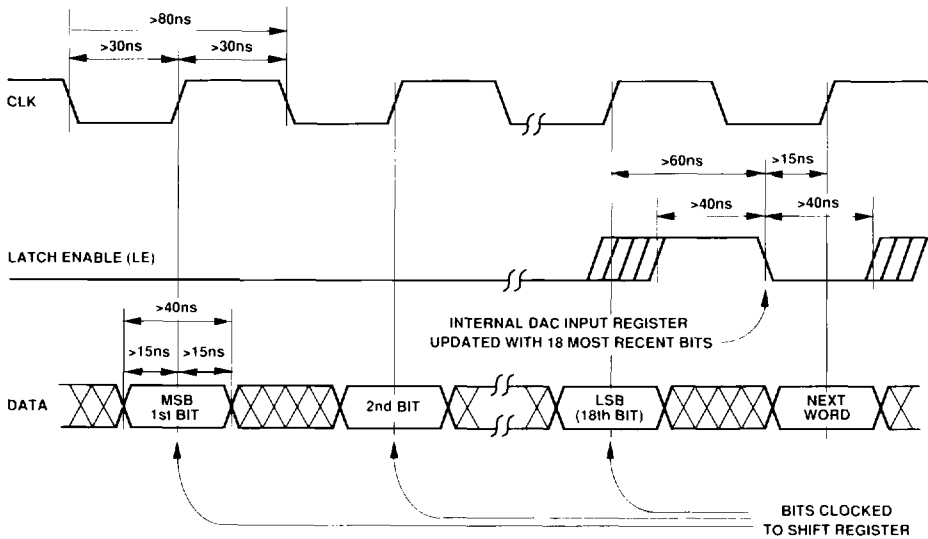 >80ns
>30ns >30ns
CLK
>60ns >15ns
>40ns >40ns
LATCH ENABLE (LE)
>40ns
INTERNAL DAC INPUT REGISTER
UPDATED WITH 18 MOST RECENT BITS
>15ns >15ns
DATA
MSB
1st BIT
2nd BIT
LSB
(18th BIT)
NEXT
WORD
BITS CLOCKED
TO SHIFT REGISTER